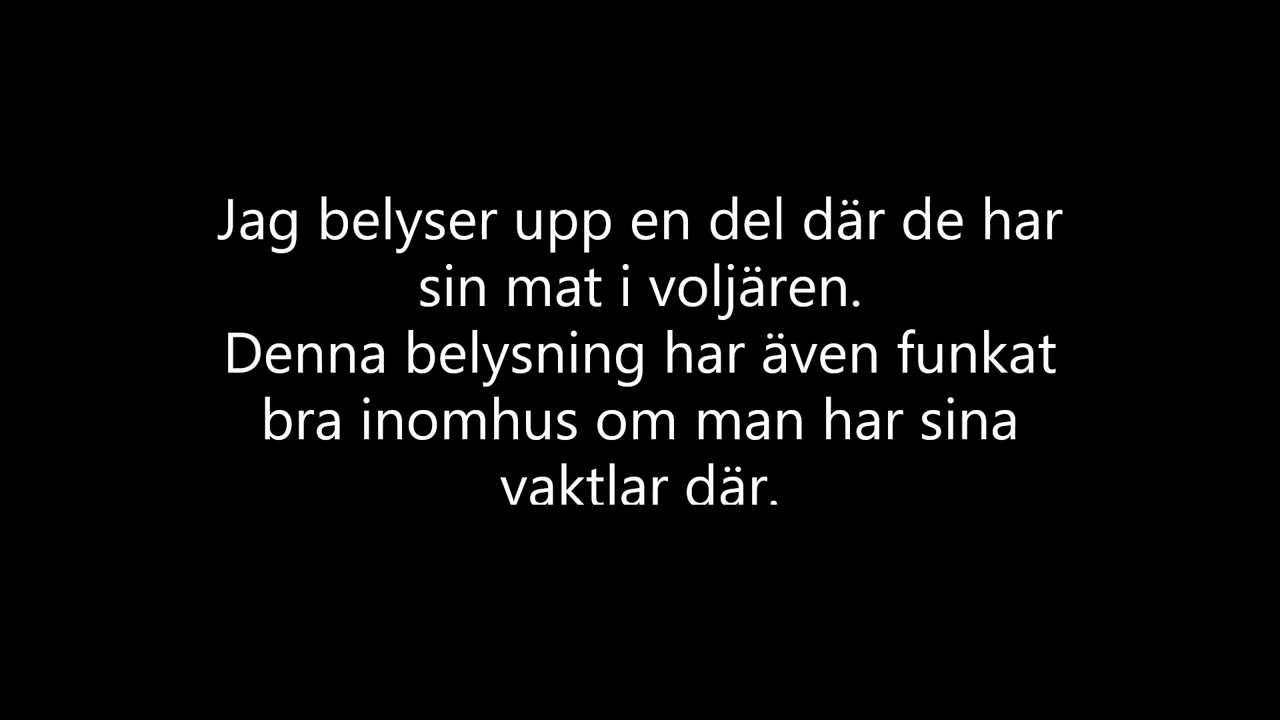 Jag belyser upp en del där de har
sin mat i voljären.
Denna belysning har även funkat
bra inomhus om man har sina
vaktlar där.